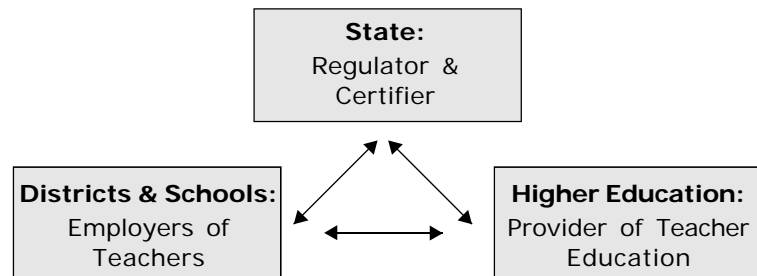 State:
Regulator &
Certifier
Districts & Schools:
Employers of
Teachers
Higher Education:
Provider of Teacher
Education